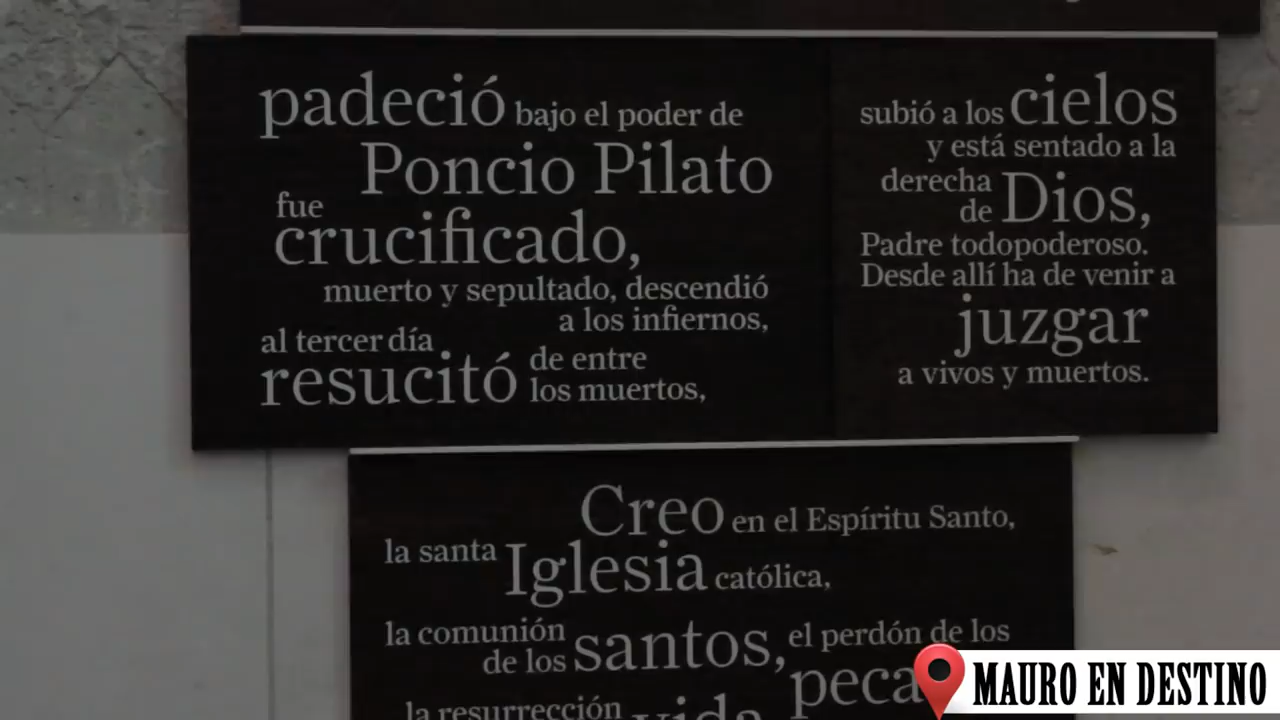 padeció bajo el poder de
Poncio Pilato
fue
crucificado,
muerto y sepultado, descendió
a los infiernos,
al tercer día
resucitó de entre
los muertos,
subió a los cielos
y está sentado a la
derecha
de Dios,
Padre todopoderoso.
Desde allí ha de venir a
juzgar
a vivos y muertos.
Creo en el Espíritu Santo,
la santa Iglesia católica,
la comunión
de los santos, el perdón de los
peca
la resurrección
vida
MAURO EN DESTINO